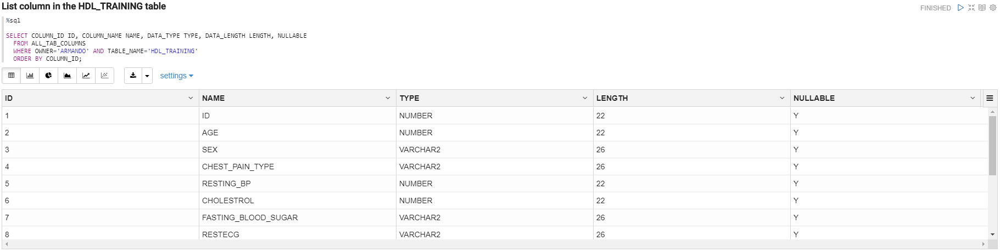 List column in the HDL_TRAINING table
FINISHED
%sql
SELECT COLUMN_ID ID, COLUMN_NAME NAME, DATA_TYPE TYPE, DATA_LENGTH LENGTH, NULLABLE
FROM ALL_TAB_COLUMNS
WHERE OWNER='ARMANDO' AND TABLE_NAME='HDL_TRAINING'
ORDER BY COLUMN_ID;
settings
ID NAME TYPE LENGTH NULLABLE
1 ID NUMBER 22 Y
2 AGE NUMBER 22 Y
3 SEX VARCHAR2 26 Y
4 CHEST_PAIN_TYPE VARCHAR2 26 Y
5 RESTING_BP NUMBER 22 Y
6 CHOLESTROL NUMBER 22 Y
7 FASTING_BLOOD_SUGAR VARCHAR2 26 Y
8 RESTECG VARCHAR2 26 Y